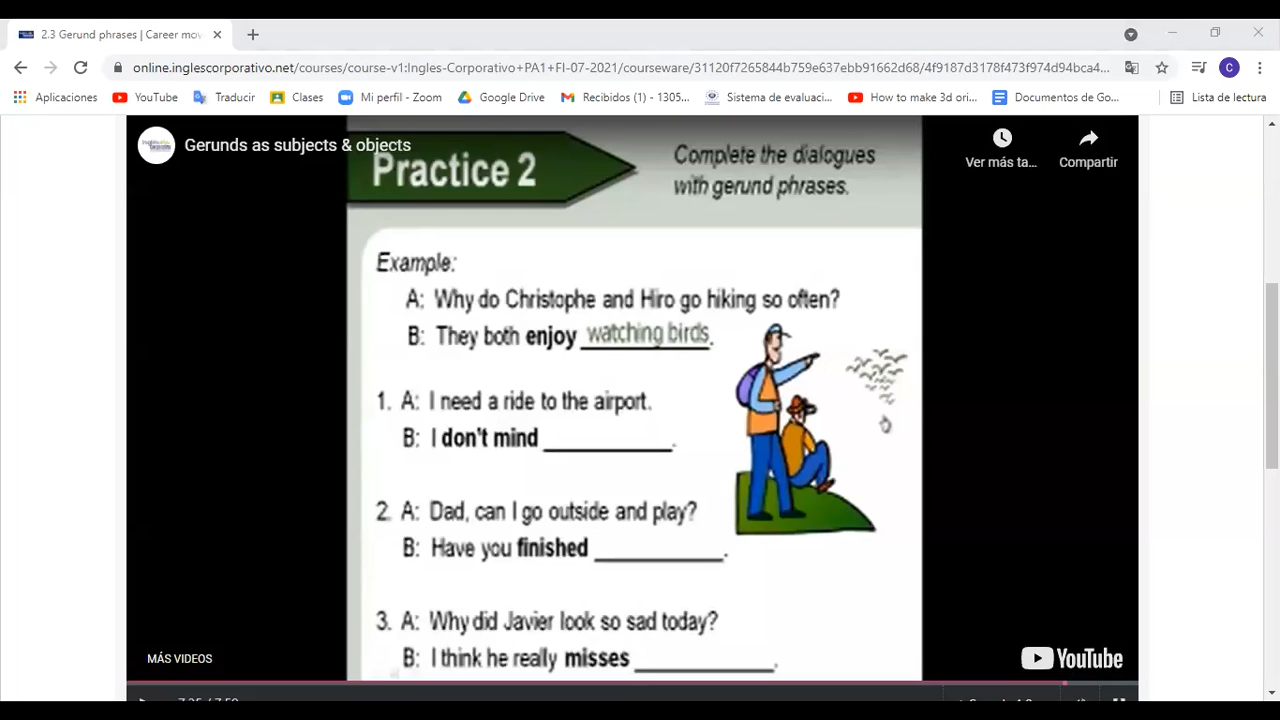 2.3 Gerund phrases | Career mov
online.inglescorporativo.net/courses/course-v1:Ingles-Corporativo+PA1+FI-07-2021/courseware/31120f7265844b759e637ebb91662d68/4f9187d3178f473f974d94bca4...
C
Aplicaciones YouTube Traducir Clases Mi perfil - Zoom Google Drive Recibidos (1) - 1305... Sistema de evaluaci... How to make 3d ori... Documentos de Go... Lista de lectura
Gerunds as subjects & objects
Ver más ta...
Compartir
Practice 2
Complete the dialogues
with gerund phrases.
Example:
A: Why do Christophe and Hiro go hiking so often?
B: They both enjoy watching birds.
1. A: I need a ride to the airport.
B: I don't mind ____________.
2. A: Dad, can I go outside and play?
B: Have you finished ____________.
3. A: Why did Javier look so sad today?
B: I think he really misses ____________.
MÁS VIDEOS
YouTube